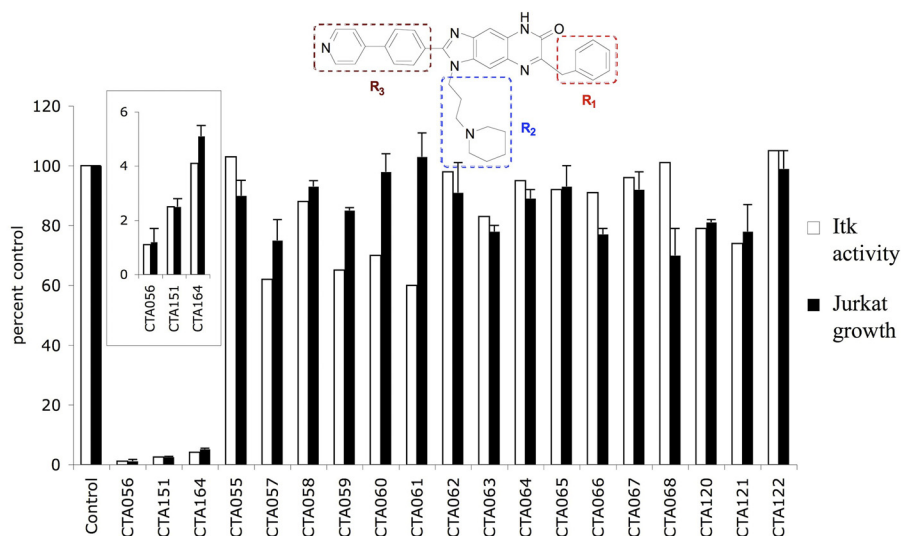 H
N
N
O
N
N
N
R3
R1
N
R2
percent control
120
100
80
60
40
20
0
6
4
2
0
CTA056
CTA151
CTA164
Itk
activity
Jurkat
growth
Control
CTA056
CTA151
CTA164
CTA055
CTA057
CTA058
CTA059
CTA060
CTA061
CTA062
CTA063
CTA064
CTA065
CTA066
CTA067
CTA068
CTA120
CTA121
CTA122